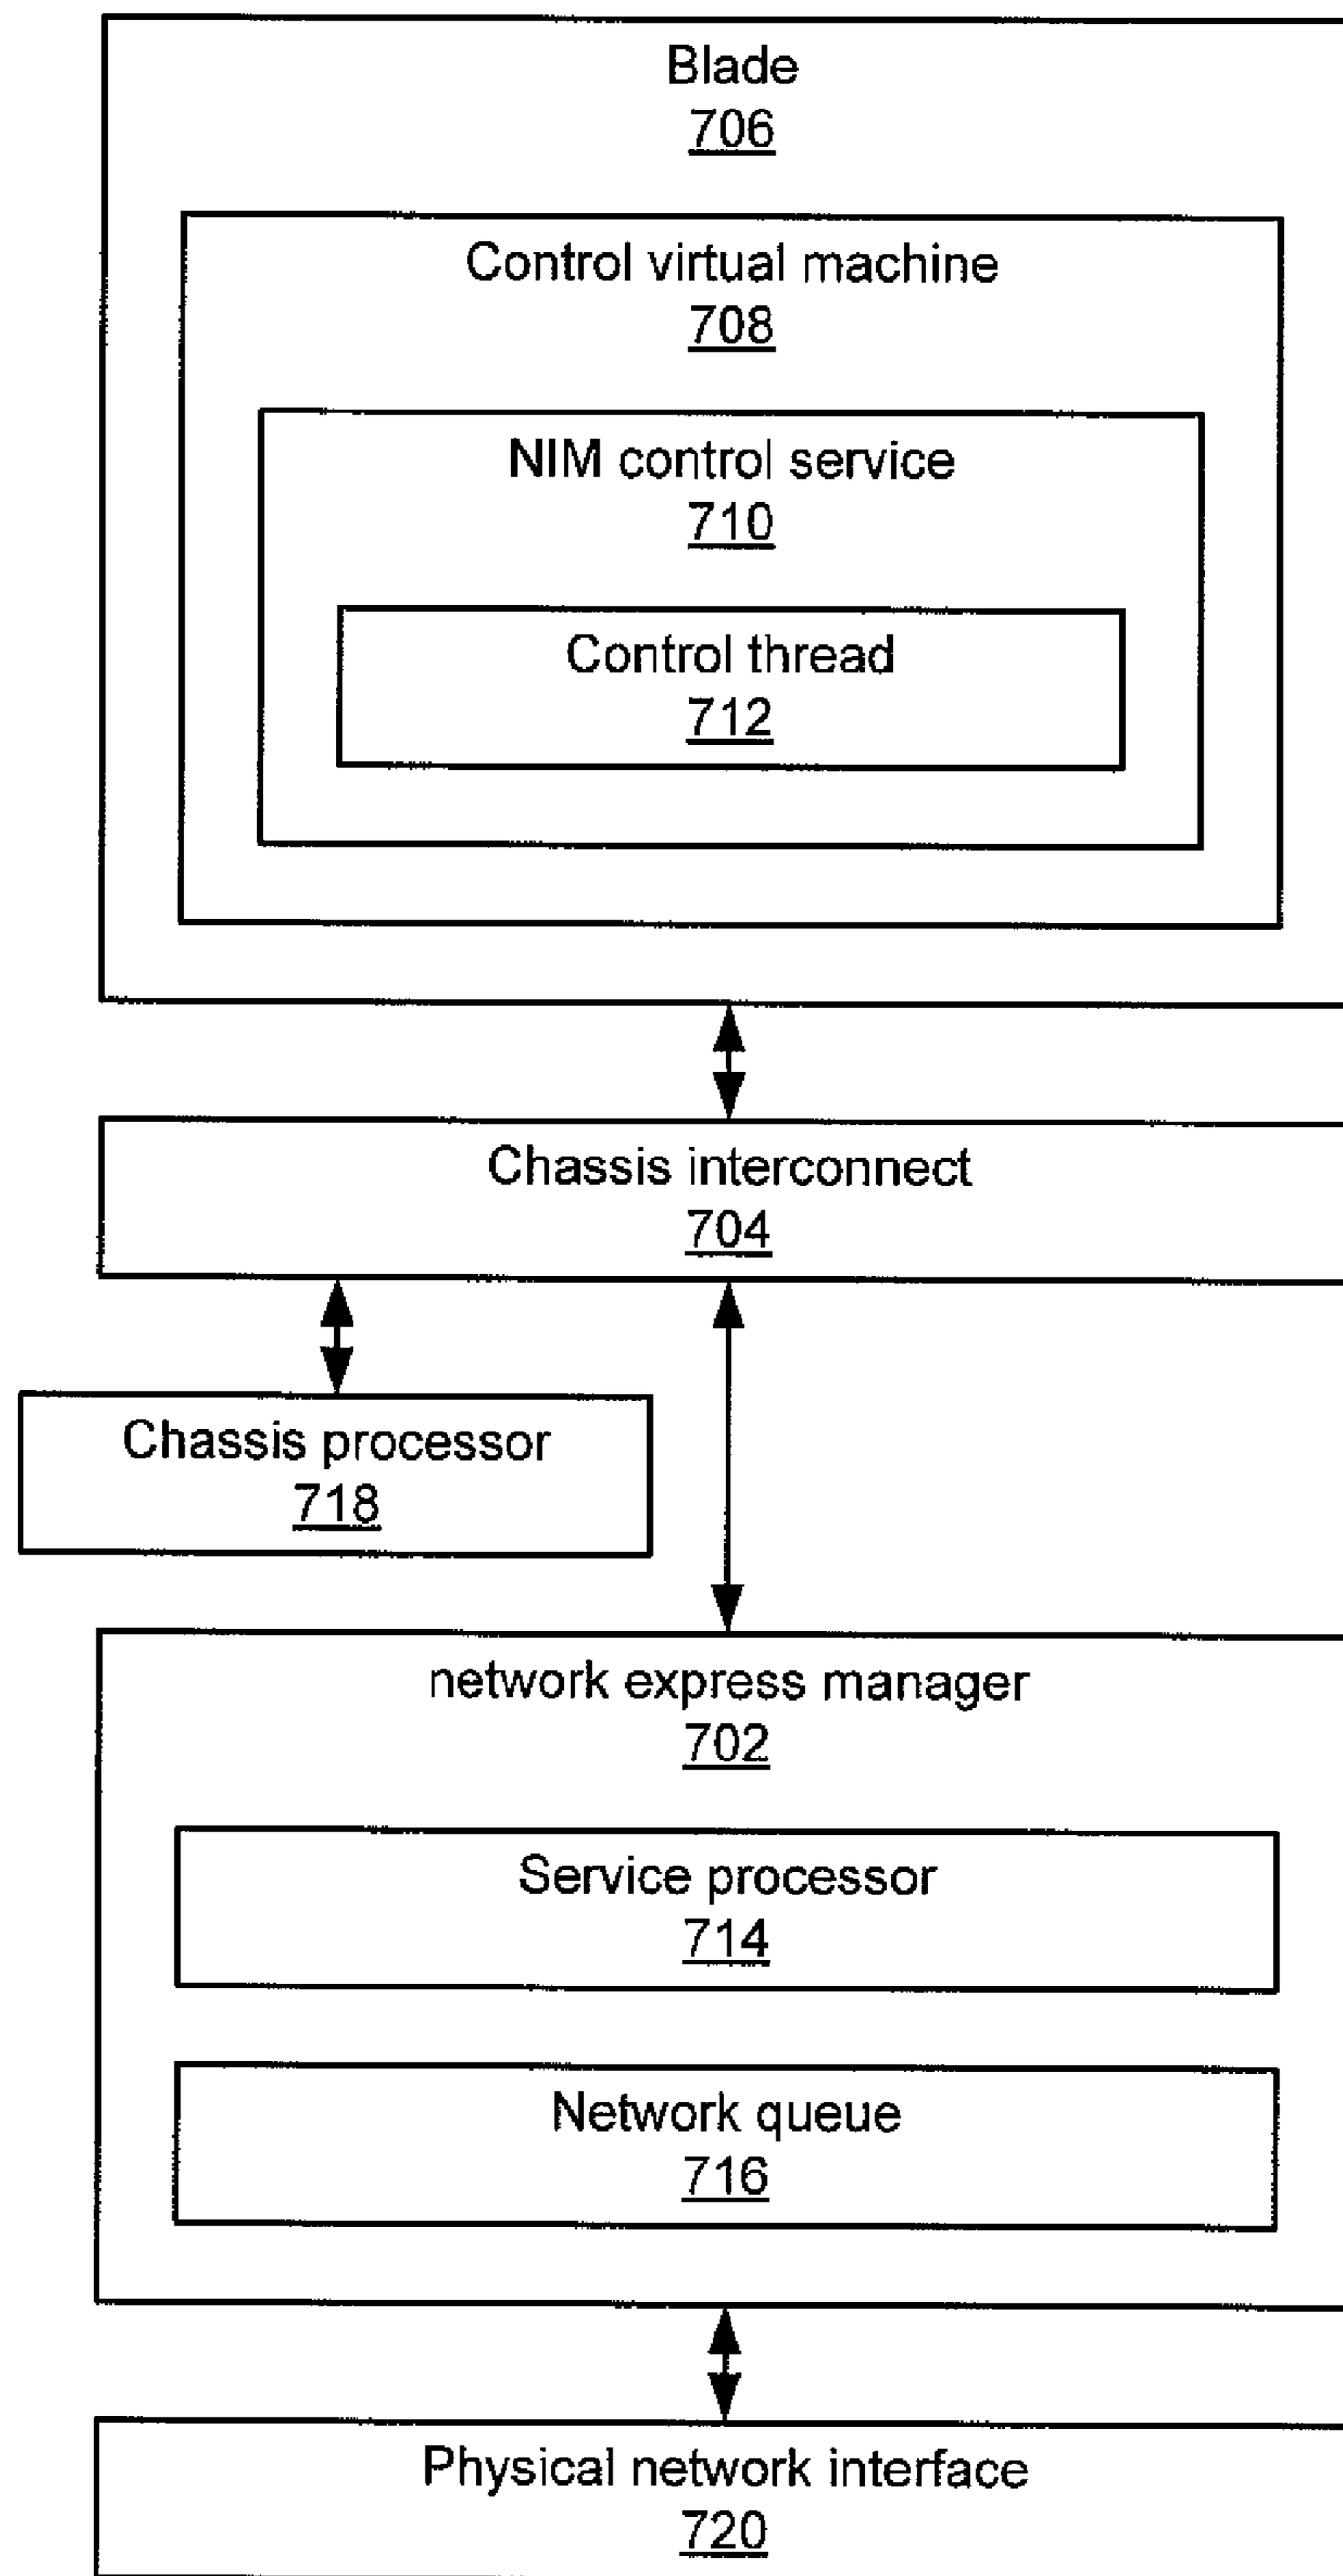 Blade
706
Control virtual machine
708
NIM control service
710
Control thread
712
Chassis interconnect
704
Chassis processor
718
network express manager
702
Service processor
714
Network queue
716
Physical network interface
720